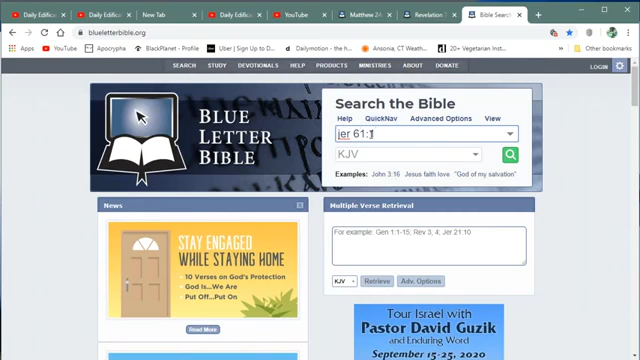 Daily Edific
Daily Edificat
New Tab
Daily Edific
YouTube
Matthew 24
Revelation 1
Bible Search
blueletterbible.org
Apps
Apocrypha
BlackPlanet - Profile
Uber | Sign Up to D
Dailymotion - the h
Ansonia, CT Weath
20+ Vegetarian Inst
Other bookmarks
SEARCH STUDY DEVOTIONALS HELP PRODUCTS MINISTRIES ABOUT DONATE
LOGIN
BLUE
LETTER
BIBLE
Search the Bible
Help QuickNav Advanced Options View
jer 61:1
KJV
Examples: John 3:16 Jesus faith love "God of my salvation"
News
STAY ENGAGED
WHILE STAYING HOME
• 10 Verses on God's Protection
• God Is...We Are
• Put Off...Put On
Read More
Multiple Verse Retrieval
For example: Gen 1:1-15; Rev 3, 4; Jer 21:10
KJV Retrieve Adv. Options
Tour Israel with
Pastor David Guzik
and Enduring Word
September 15-25, 2020